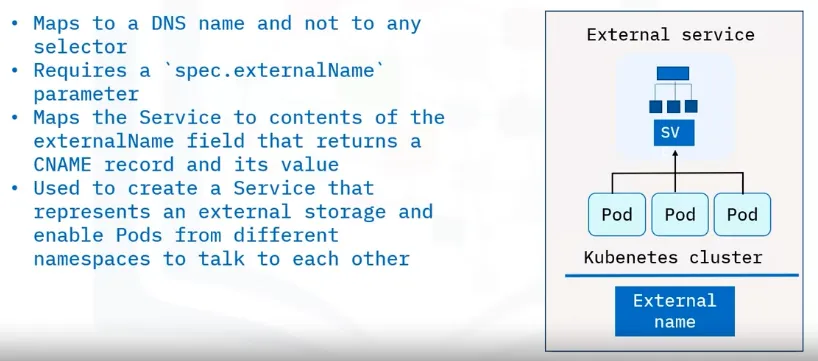 • Maps to a DNS name and not to any
selector
• Requires a `spec.externalName`
parameter
• Maps the Service to contents of the
externalName field that returns a
CNAME record and its value
• Used to create a Service that
represents an external storage and
enable Pods from different
namespaces to talk to each other
External service
SV
Pod Pod Pod
Kubernetes cluster
External
name